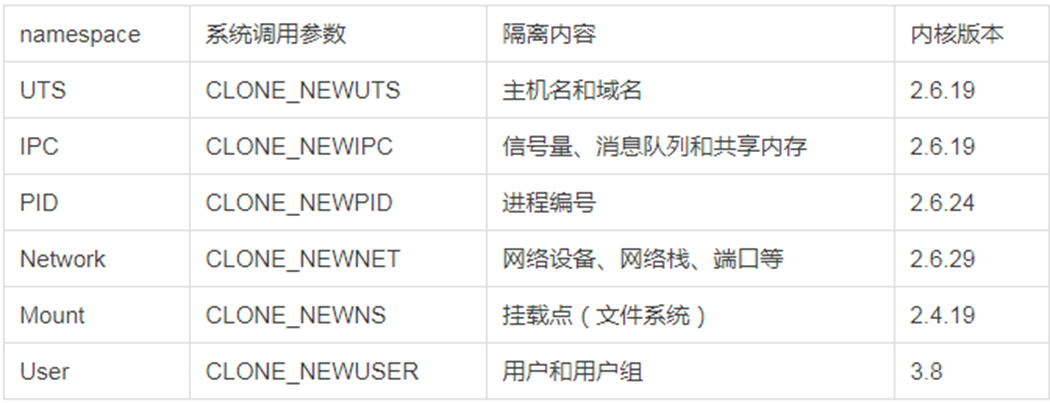 namespace 系统调用参数 隔离内容 内核版本
UTS CLONE_NEWUTS 主机名和域名 2.6.19
IPC CLONE_NEWIPC 信号量、消息队列和共享内存 2.6.19
PID CLONE_NEWPID 进程编号 2.6.24
Network CLONE_NEWNET 网络设备、网络栈、端口等 2.6.29
Mount CLONE_NEWNS 挂载点（文件系统） 2.4.19
User CLONE_NEWUSER 用户和用户组 3.8